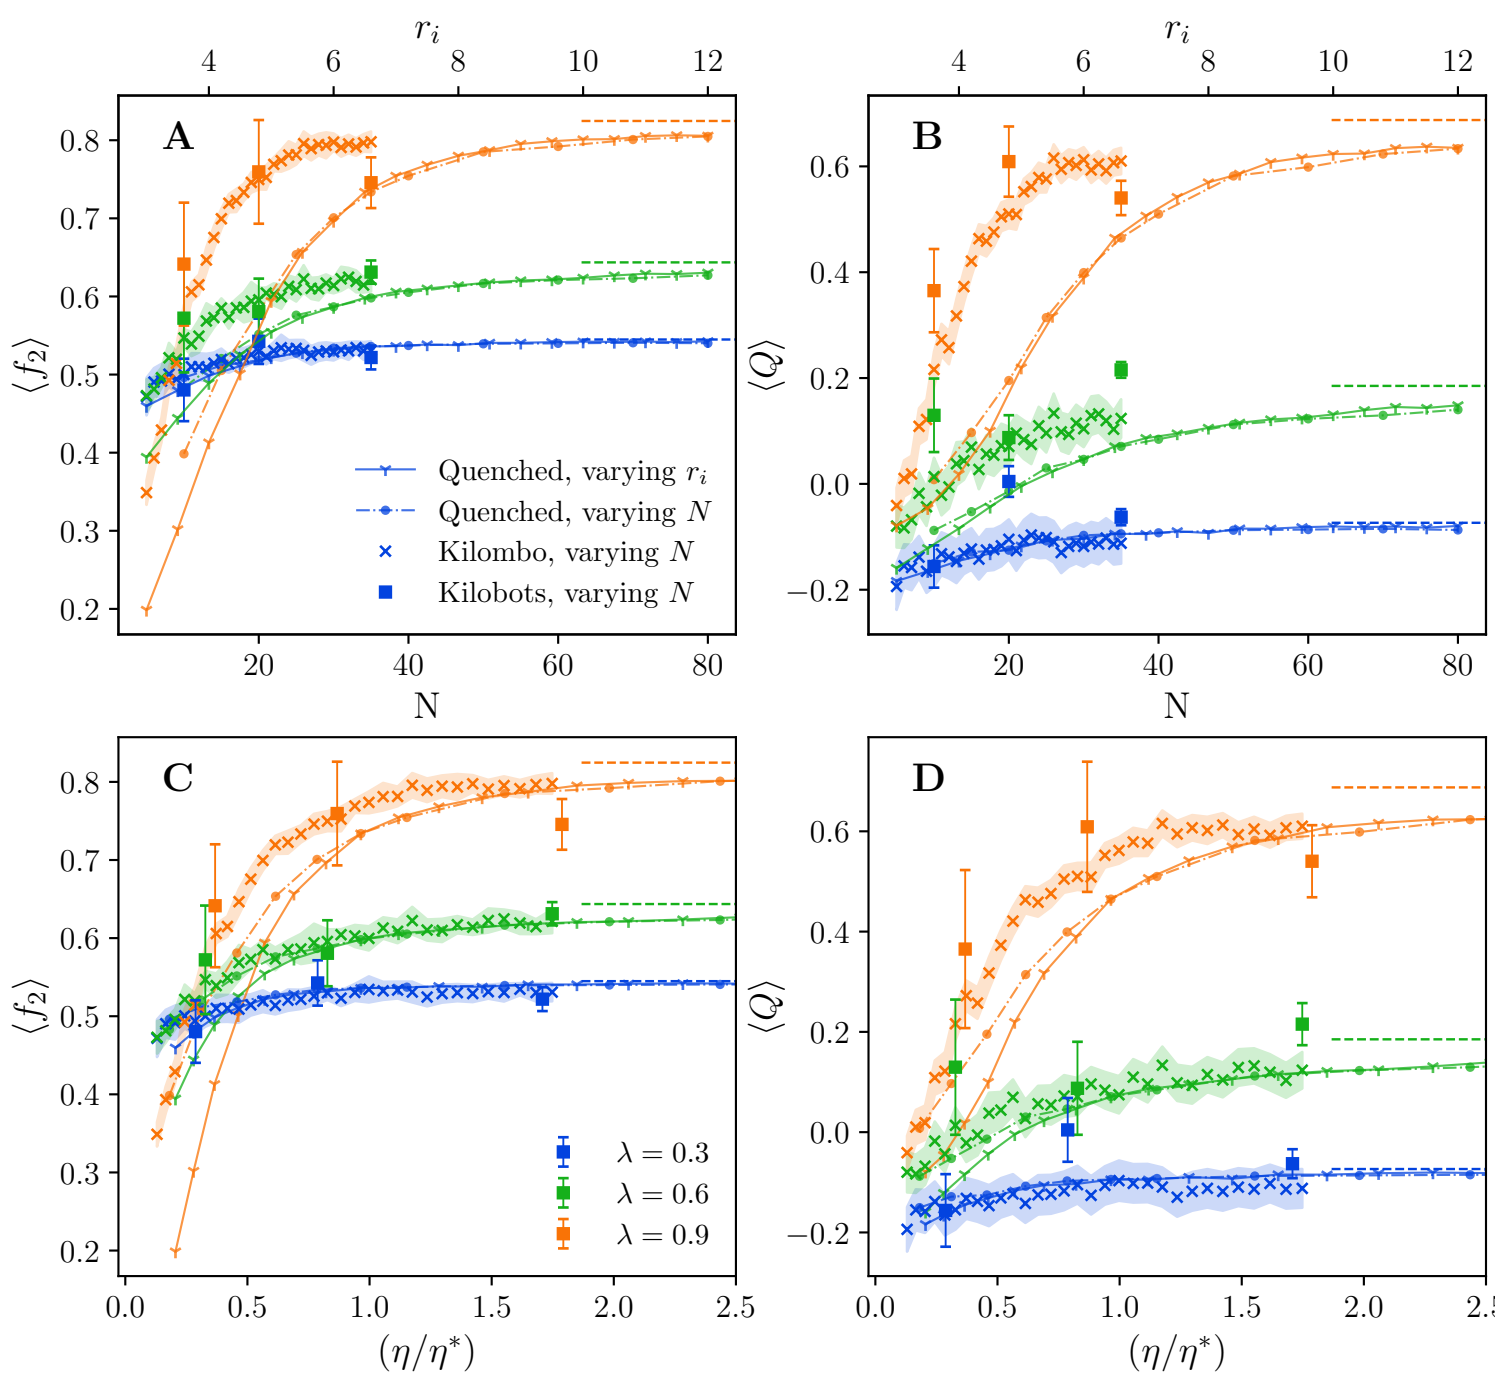 r_i
r_i
4 6 8 10 12
4 6 8 10 12
A
B
⟨f_2⟩
0.8
0.7
0.6
0.5
0.4
0.3
0.2
Quenched, varying r_i
Quenched, varying N
Kilombo, varying N
Kilobots, varying N
20 40 60 80
N
⟨Q⟩
0.6
0.4
0.2
0.0
−0.2
20 40 60 80
N
C
⟨f_2⟩
0.8
0.7
0.6
0.5
0.4
0.3
0.2
λ = 0.3
λ = 0.6
λ = 0.9
0.0 0.5 1.0 1.5 2.0 2.5
(η/η*)
D
⟨Q⟩
0.6
0.4
0.2
0.0
−0.2
0.0 0.5 1.0 1.5 2.0 2.5
(η/η*)